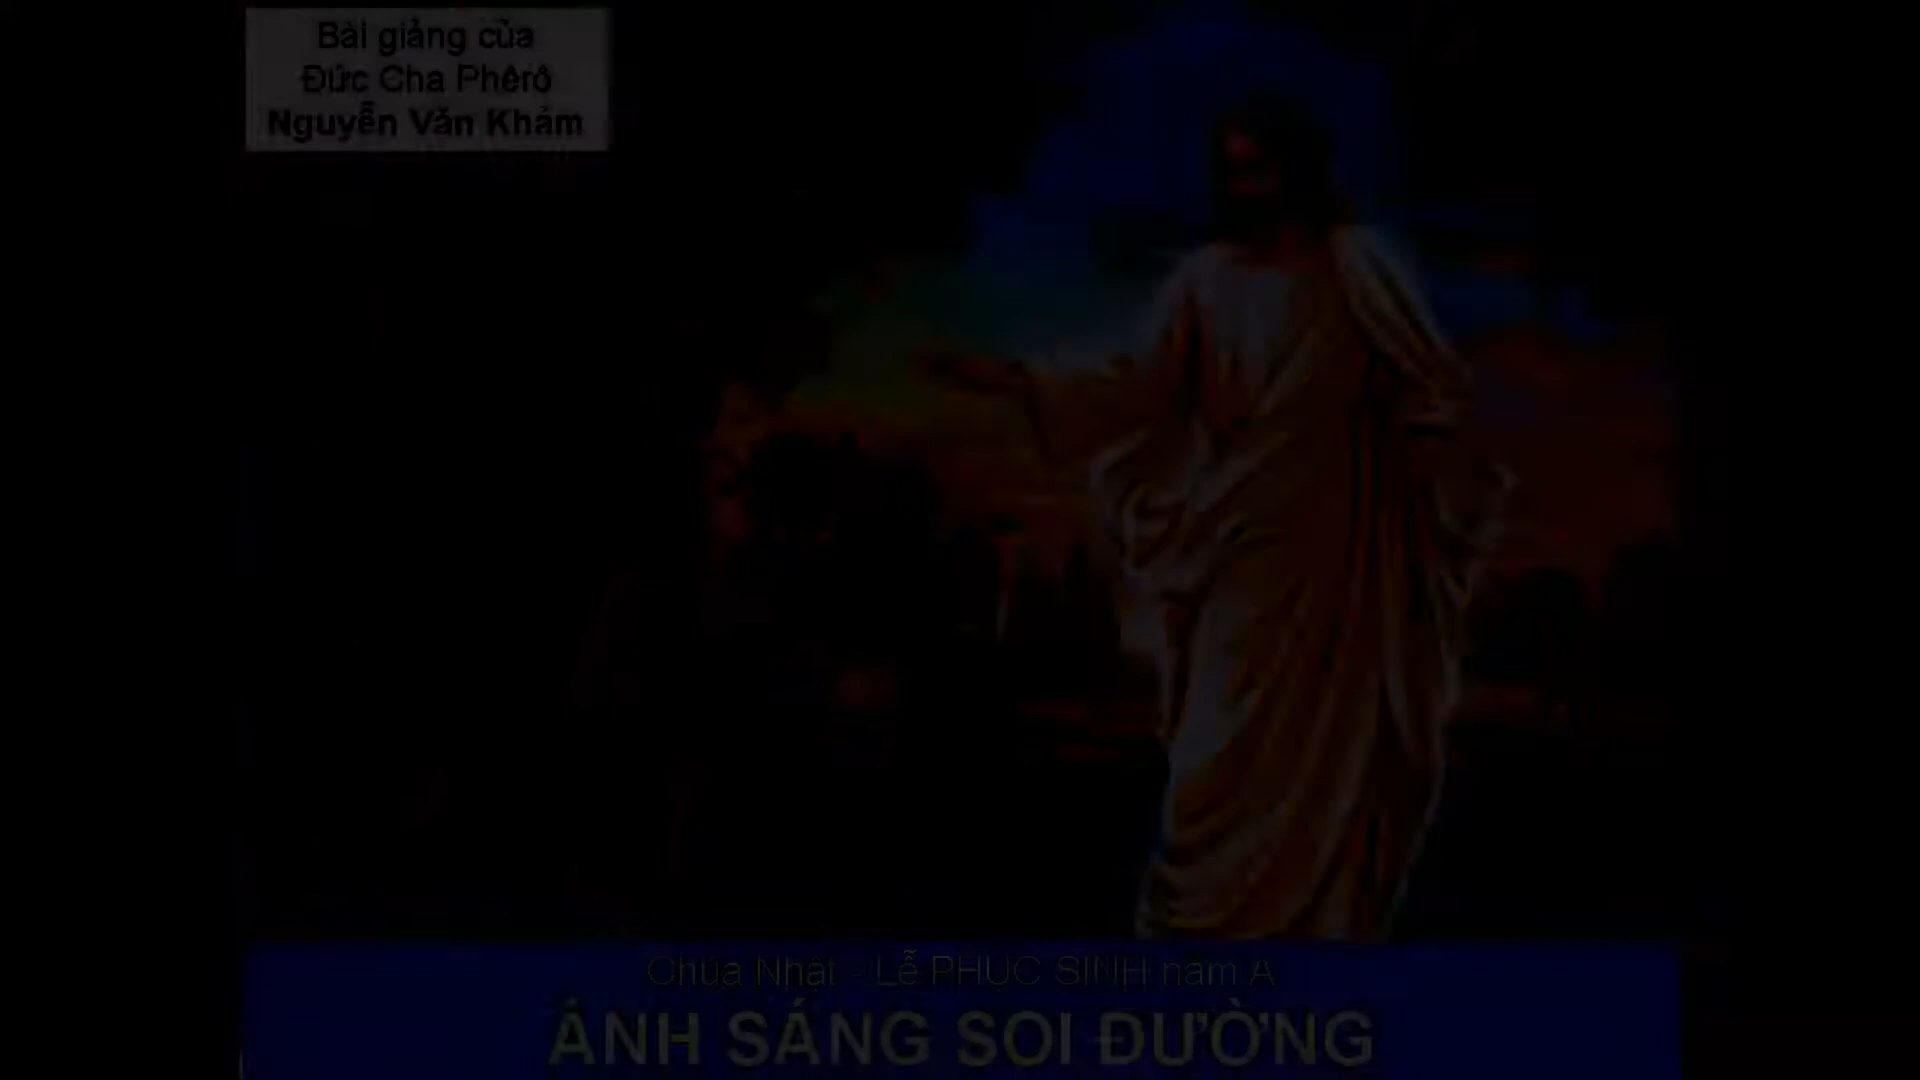 Bài giảng của
Đức Cha Phêrô
Nguyễn Văn Khảm
Chúa Nhật - Lễ PHỤC SINH năm A
ÁNH SÁNG SOI ĐƯỜNG